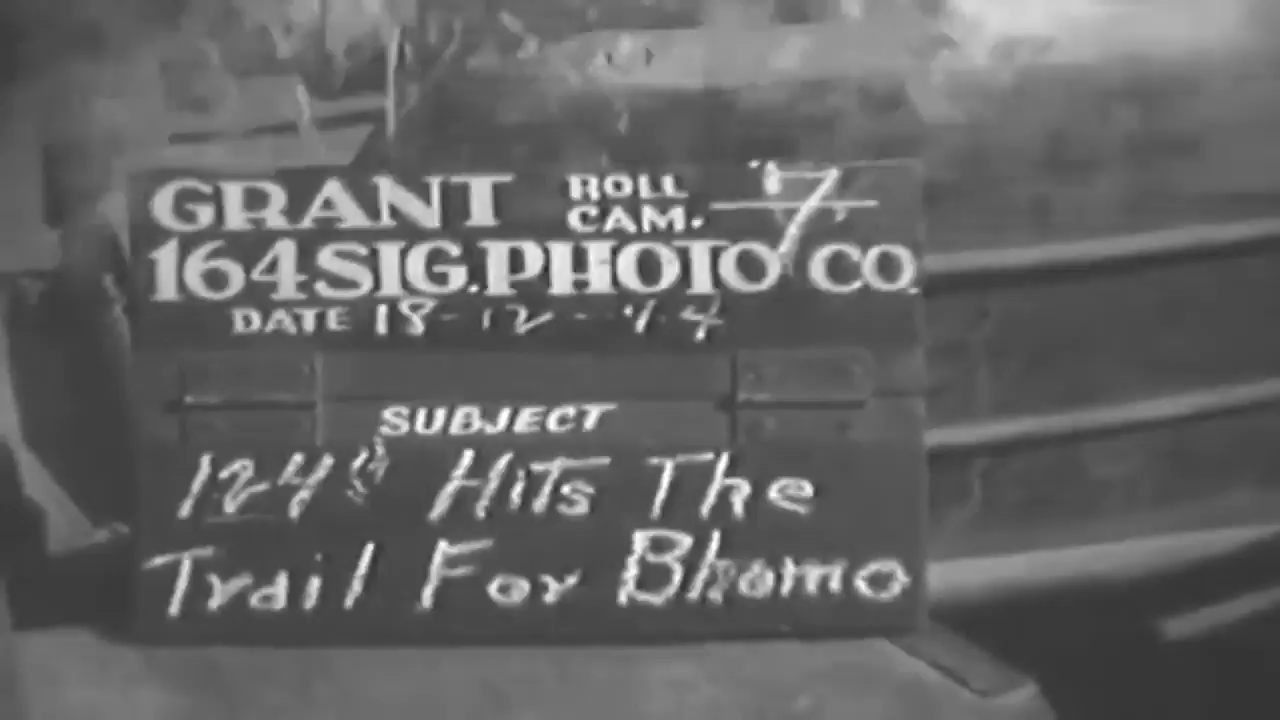 GRANT ROLL CAM. 7
164 SIG. PHOTO CO.
DATE 18-12-44
SUBJECT
124th Hits The
Trail For Bhamo